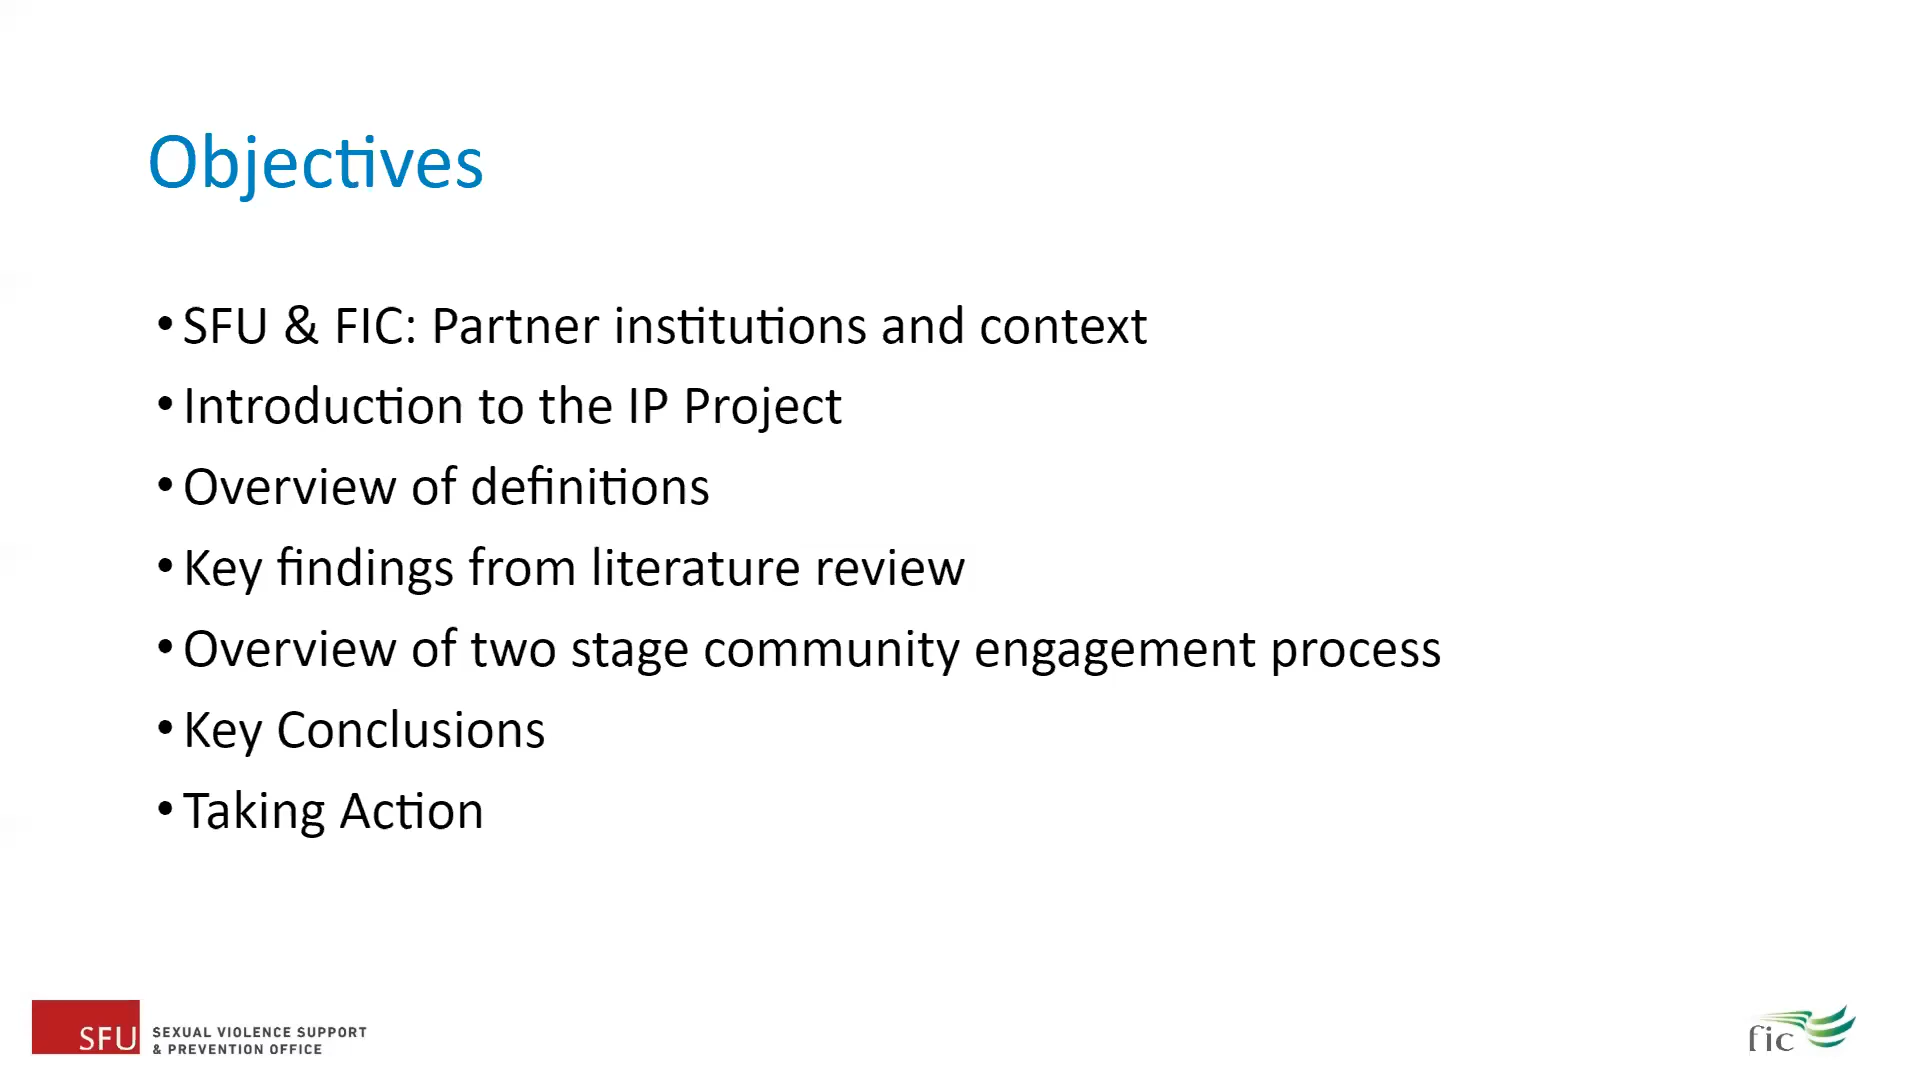 Objectives
• SFU & FIC: Partner institutions and context
• Introduction to the IP Project
• Overview of definitions
• Key findings from literature review
• Overview of two stage community engagement process
• Key Conclusions
• Taking Action
SFU
SEXUAL VIOLENCE SUPPORT
& PREVENTION OFFICE
fic